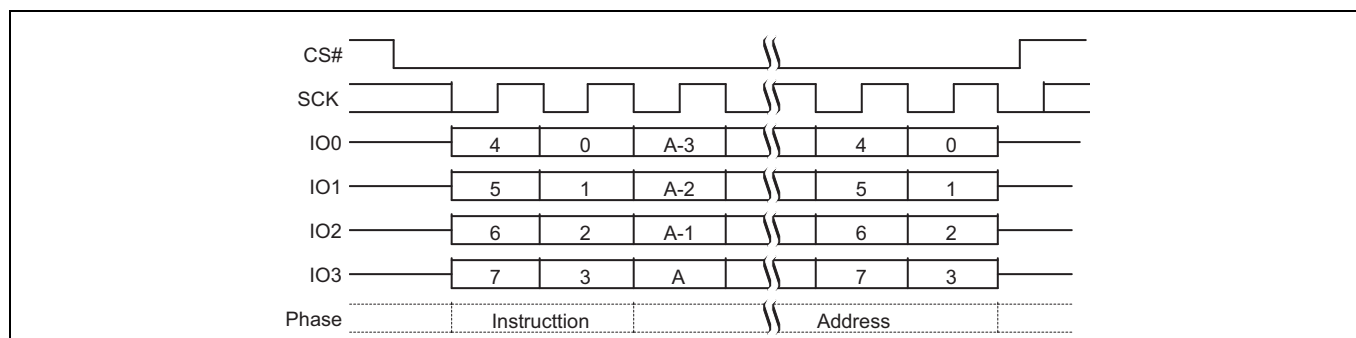 CS#
SCK
IO0 4 0 A-3 4 0
IO1 5 1 A-2 5 1
IO2 6 2 A-1 6 2
IO3 7 3 A 7 3
Phase Instructtion Address